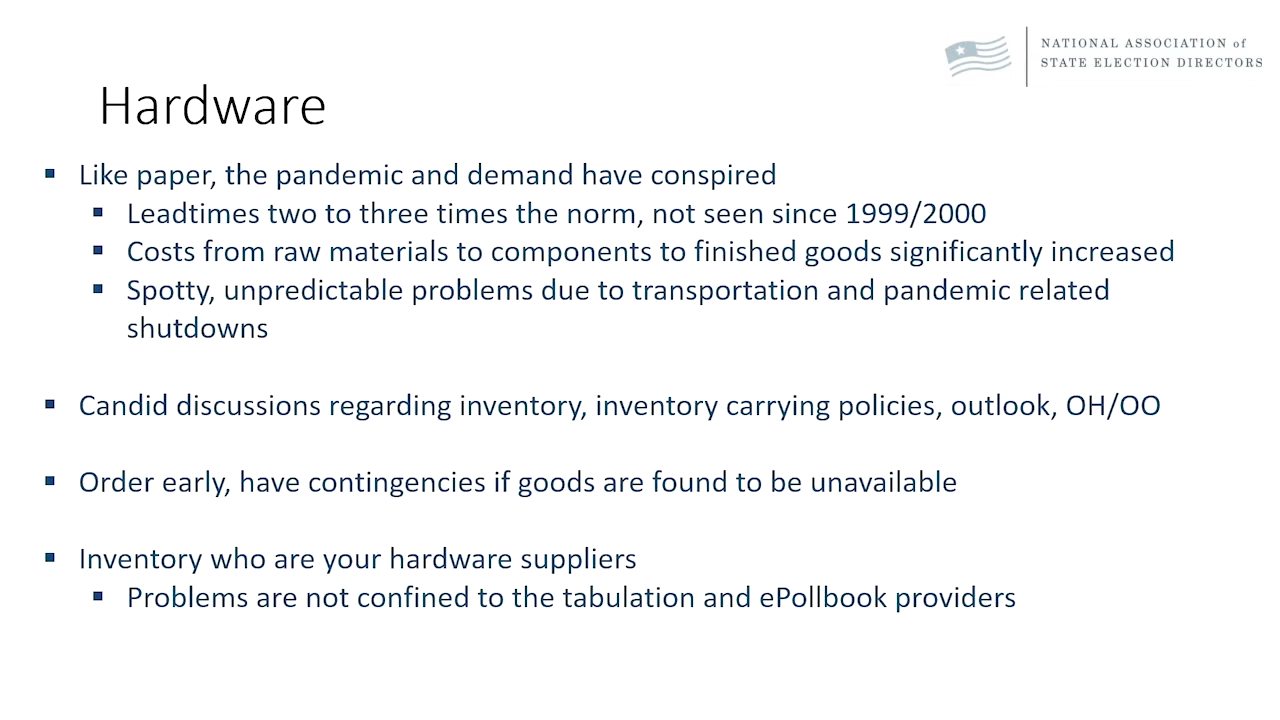 NATIONAL ASSOCIATION of
STATE ELECTION DIRECTORS
Hardware
▪ Like paper, the pandemic and demand have conspired
▪ Leadtimes two to three times the norm, not seen since 1999/2000
▪ Costs from raw materials to components to finished goods significantly increased
▪ Spotty, unpredictable problems due to transportation and pandemic related
shutdowns
▪ Candid discussions regarding inventory, inventory carrying policies, outlook, OH/OO
▪ Order early, have contingencies if goods are found to be unavailable
▪ Inventory who are your hardware suppliers
▪ Problems are not confined to the tabulation and ePollbook providers